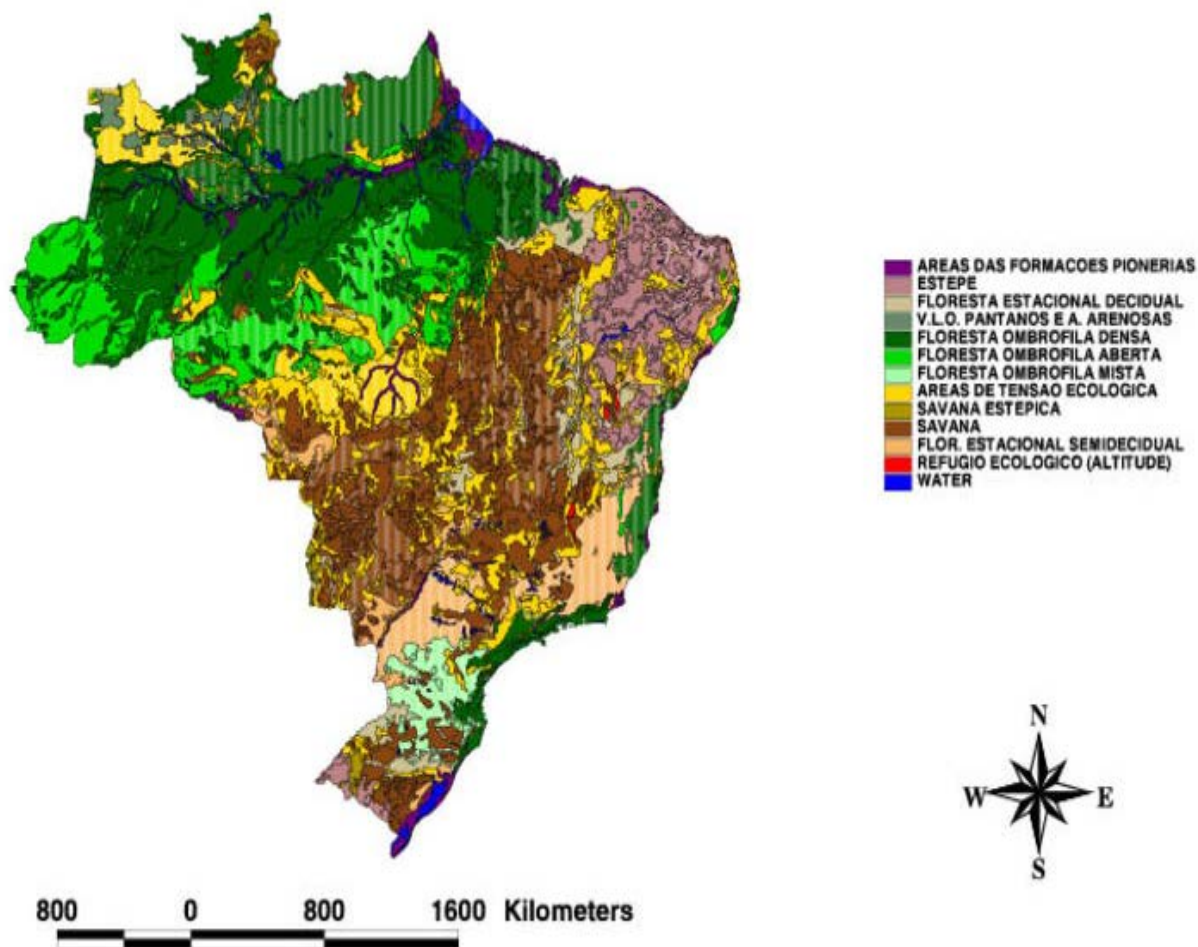 AREAS DAS FORMACOES PIONERIAS
ESTEPE
FLORESTA ESTACIONAL DECIDUAL
V.L.O. PANTANOS E A. ARENOSAS
FLORESTA OMBROFILA DENSA
FLORESTA OMBROFILA ABERTA
FLORESTA OMBROFILA MISTA
AREAS DE TENSAO ECOLOGICA
SAVANA ESTEPICA
SAVANA
FLOR. ESTACIONAL SEMIDECIDUAL
REFUGIO ECOLOGICO (ALTITUDE)
WATER
N
W E
S
800 0 800 1600 Kilometers